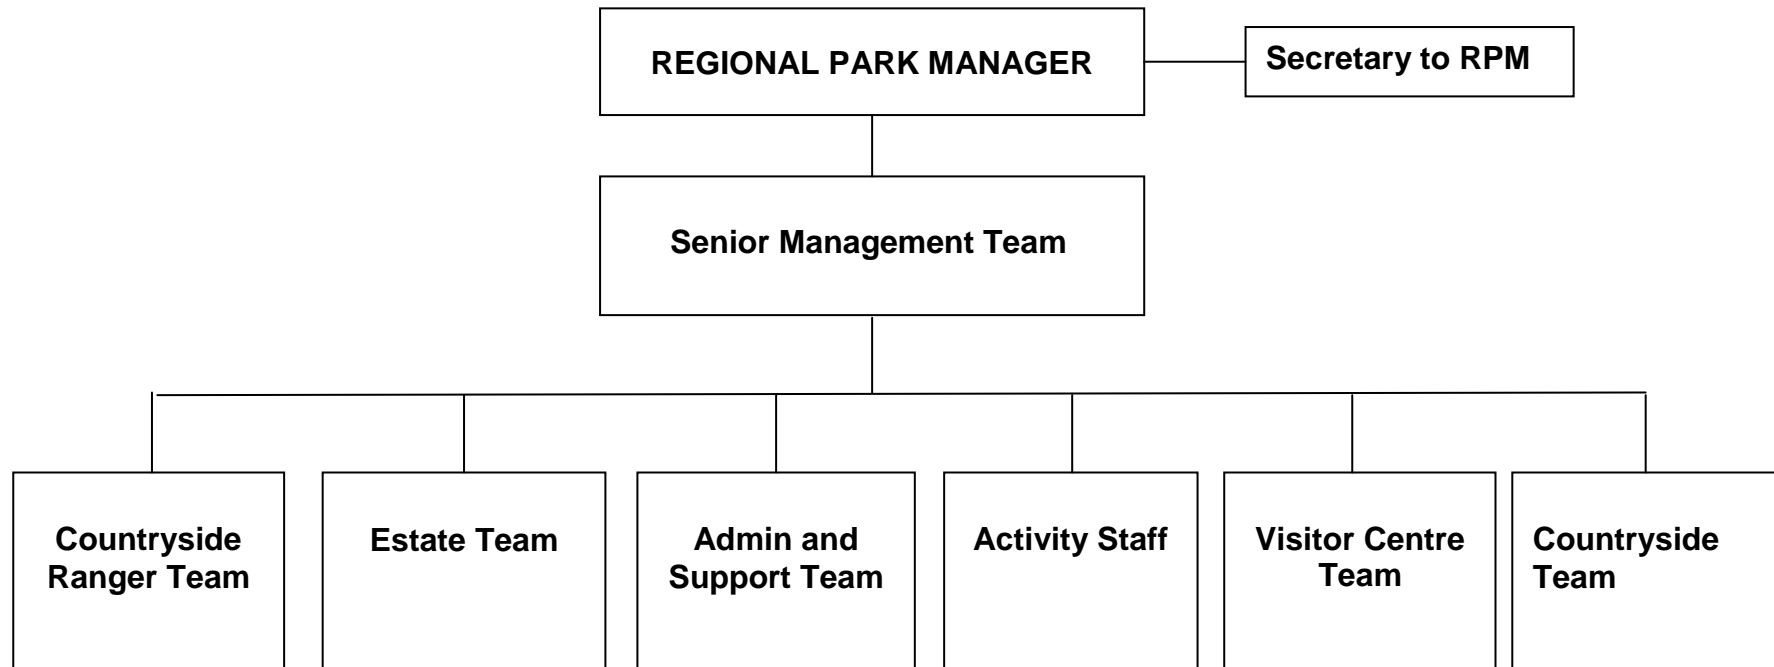 REGIONAL PARK MANAGER
Secretary to RPM
Senior Management Team
Countryside
Ranger Team
Estate Team
Admin and
Support Team
Activity Staff
Visitor Centre
Team
Countryside
Team